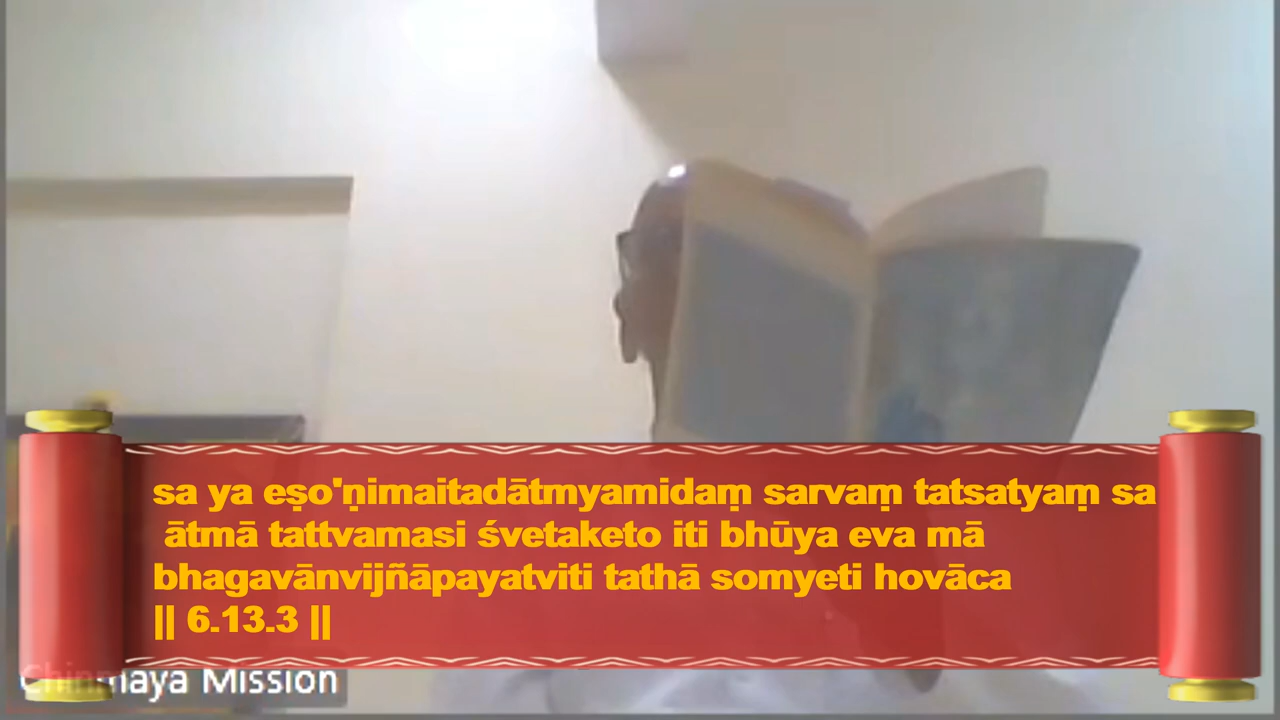 sa ya eṣo'ṇimaitadātmyamidaṃ sarvaṃ tatsatyaṃ sa
ātmā tattvamasi śvetaketo iti bhūya eva mā
bhagavānvijñāpayatviti tathā somyeti hovāca
|| 6.13.3 ||
Chinmaya Mission